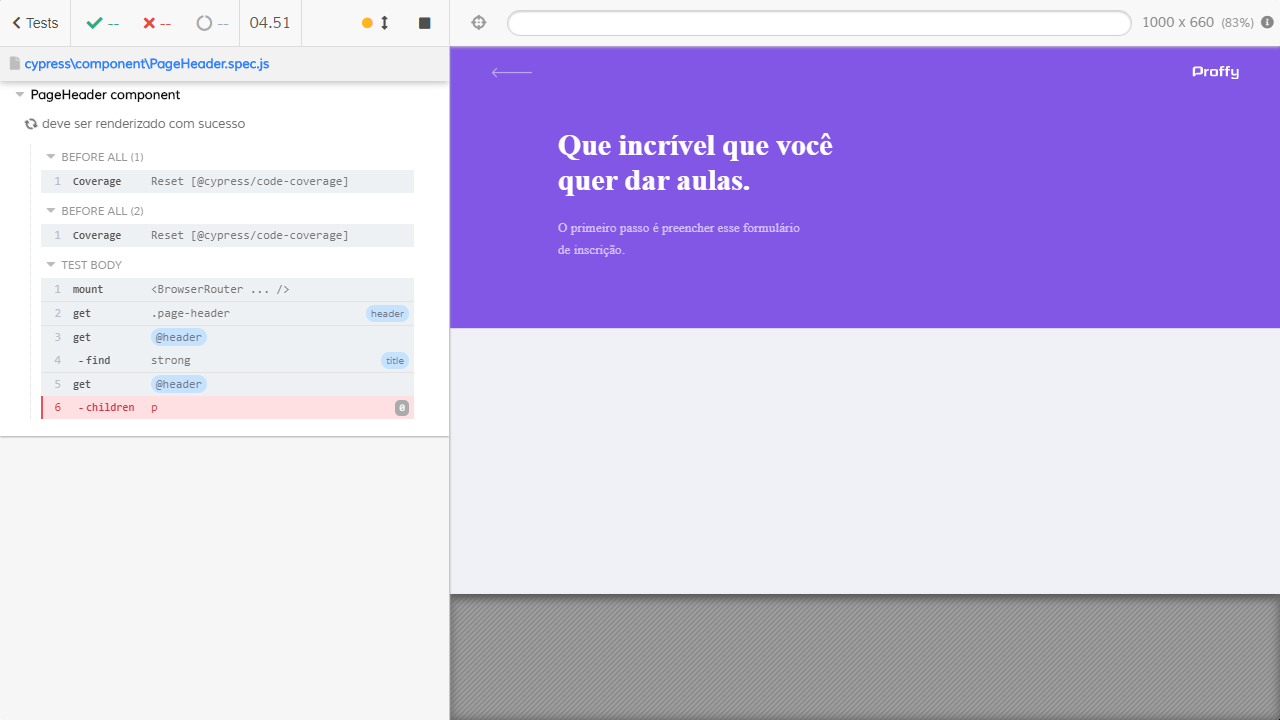 Tests -- -- -- 04.51
1000 x 660 (83%)
cypress\component\PageHeader.spec.js
PageHeader component
deve ser renderizado com sucesso
BEFORE ALL (1)
1 Coverage Reset [@cypress/code-coverage]
BEFORE ALL (2)
1 Coverage Reset [@cypress/code-coverage]
TEST BODY
1 mount <BrowserRouter ... />
2 get .page-header header
3 get @header
4 -find strong title
5 get @header
6 -children p 0
Proffy
Que incrível que você
quer dar aulas.
O primeiro passo é preencher esse formulário
de inscrição.